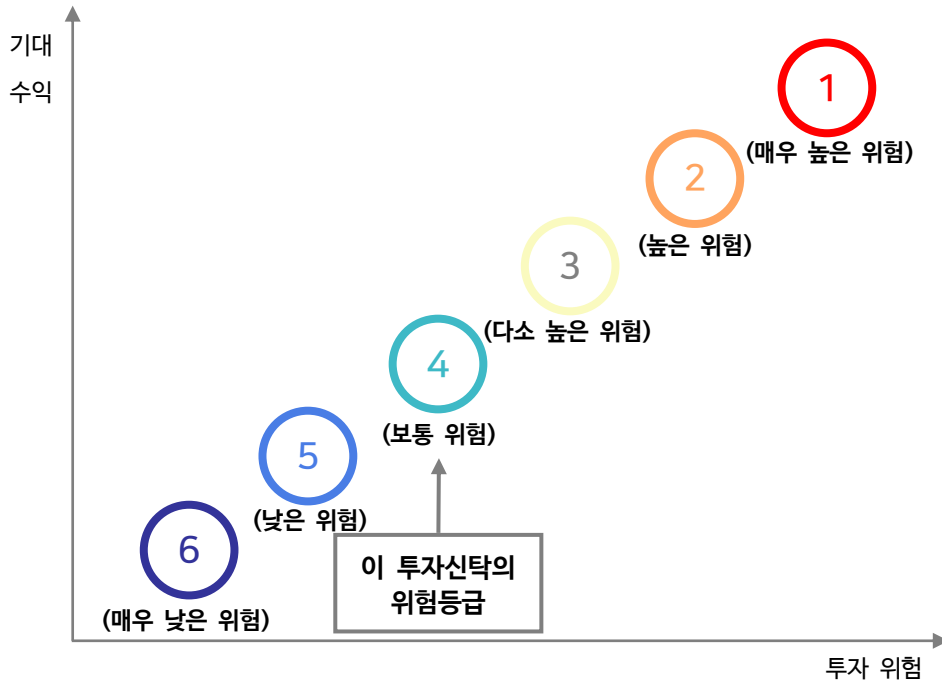 기대
수익
1
(매우 높은 위험)
2
(높은 위험)
3
(다소 높은 위험)
4
(보통 위험)
5
(낮은 위험)
6
(매우 낮은 위험)
이 투자신탁의
위험등급
투자 위험